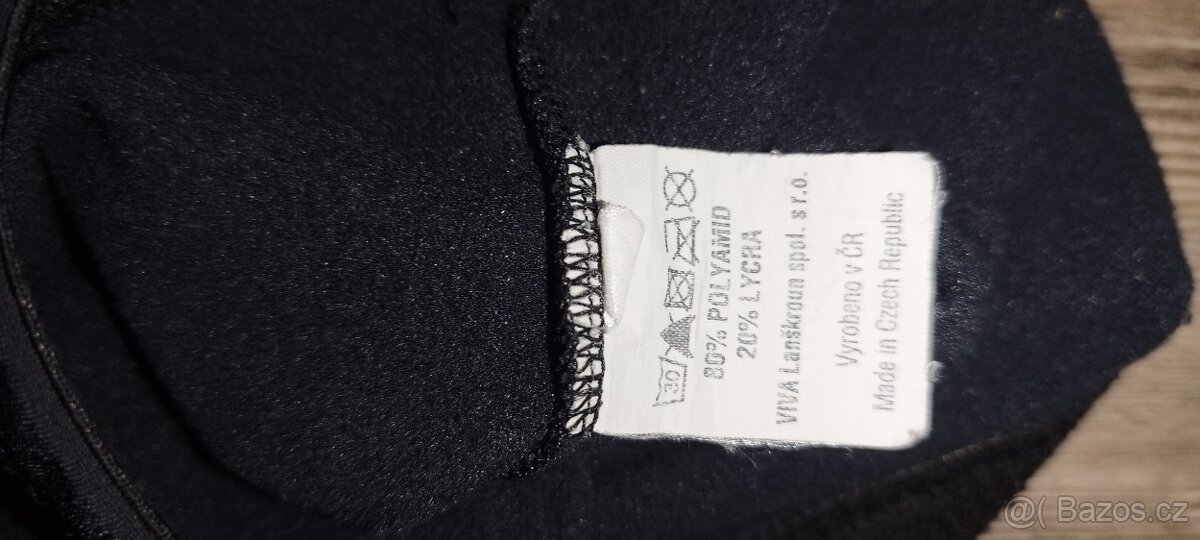 30
80% POLYAMID
20% LYCRA
VIVA Lanškroun spol. s r.o.
Vyrobeno v ČR
Made in Czech Republic
@( Bazos.cz